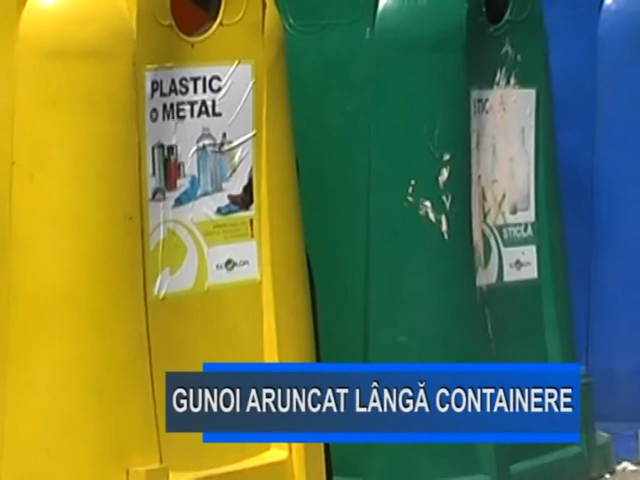 PLASTIC
METAL
STICLA
GUNOI ARUNCAT LÂNGĂ CONTAINERE